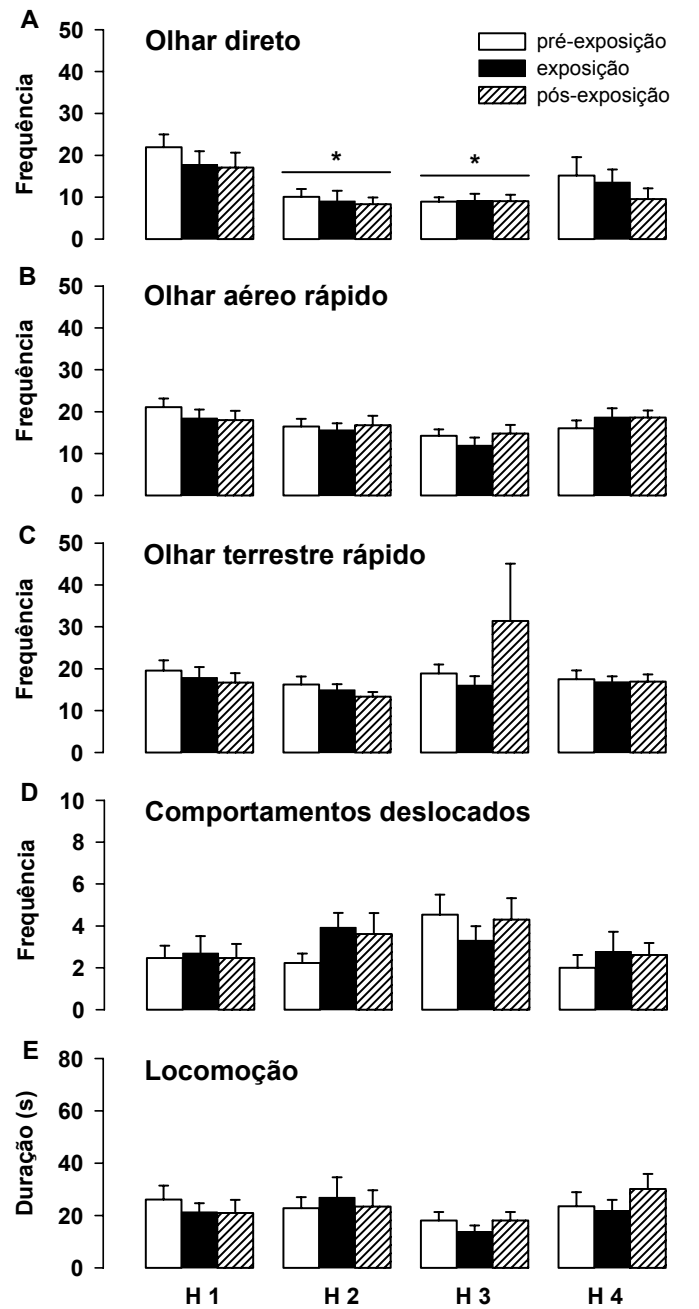 A
Olhar direto
pré-exposição
exposição
pós-exposição
Frequência
50
40
30
20
10
0
*
*
B
Olhar aéreo rápido
Frequência
50
40
30
20
10
0
C
Olhar terrestre rápido
Frequência
50
40
30
20
10
0
D
Comportamentos deslocados
Frequência
10
8
6
4
2
0
E
Locomoção
Duração (s)
80
60
40
20
0
H 1 H 2 H 3 H 4